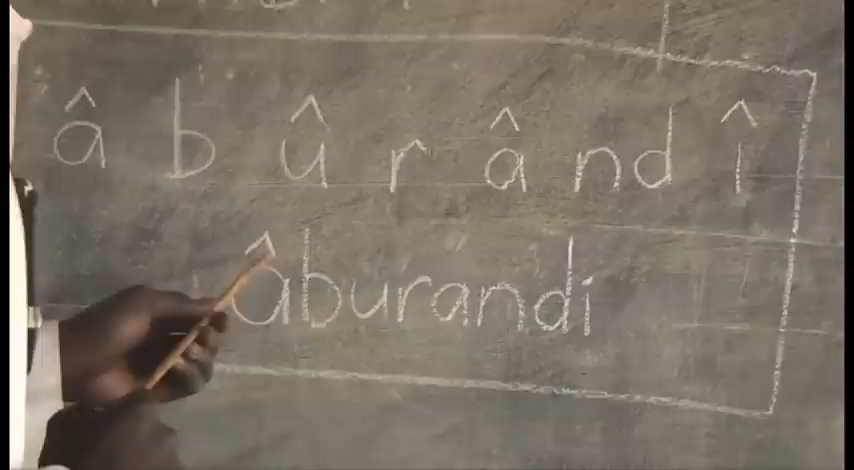 â b û r â n d î
âburandi